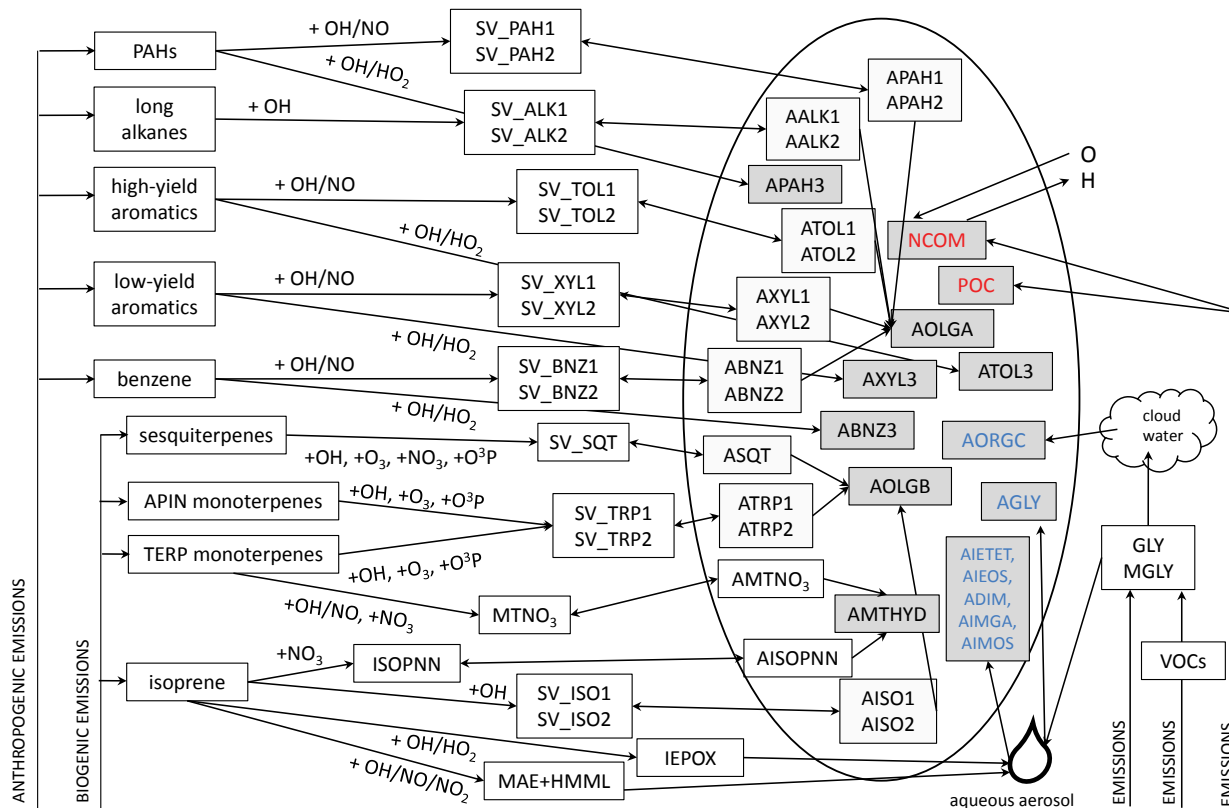 PAHs
+ OH/NO
SV_PAH1
SV_PAH2
+ OH/HO₂
APAH1
APAH2
long
alkanes
+ OH
SV_ALK1
SV_ALK2
AALK1
AALK2
O
H
APAH3
high-yield
aromatics
+ OH/NO
SV_TOL1
SV_TOL2
+ OH/HO₂
ATOL1
ATOL2
NCOM
POC
low-yield
aromatics
+ OH/NO
SV_XYL1
SV_XYL2
+ OH/HO₂
AXYL1
AXYL2
AOLGA
benzene
+ OH/NO
SV_BNZ1
SV_BNZ2
+ OH/HO₂
ABNZ1
ABNZ2
AXYL3
ATOL3
ABNZ3
sesquiterpenes
+OH, +O₃, +NO₃, +O³P
SV_SQT
ASQT
AORGC
cloud
water
AOLGB
AGLY
APIN monoterpenes
+OH, +O₃, +O³P
SV_TRP1
SV_TRP2
ATRP1
ATRP2
TERP monoterpenes
+OH, +O₃, +O³P
+OH/NO, +NO₃
MTNO₃
AMTNO₃
AMTHYD
AIETET,
AIEOS,
ADIM,
AIMGA,
AIMOS
GLY
MGLY
VOCs
isoprene
+NO₃
ISOPNN
AISOPNN
+OH
SV_ISO1
SV_ISO2
AISO1
AISO2
+ OH/HO₂
IEPOX
+ OH/NO/NO₂
MAE+HMML
aqueous aerosol
ANTHROPOGENIC EMISSIONS
BIOGENIC EMISSIONS
EMISSIONS
EMISSIONS
EMISSIONS